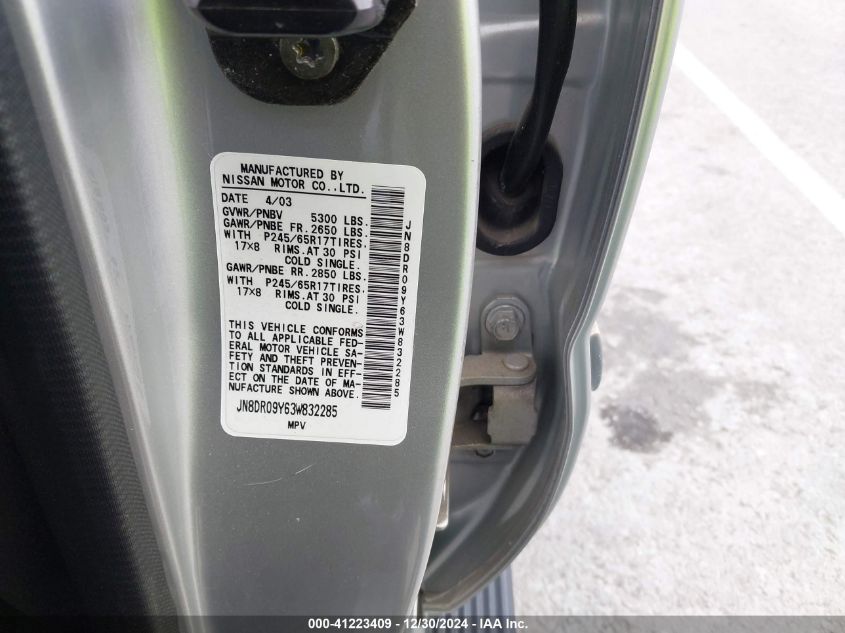 MANUFACTURED BY
NISSAN MOTOR CO.,LTD.
DATE 4/03
GVWR/PNBV 5300 LBS.
GAWR/PNBE FR. 2650 LBS.
WITH P245/65R17TIRES.
17X8 RIMS.AT 30 PSI
COLD SINGLE.
GAWR/PNBE RR. 2850 LBS.
WITH P245/65R17TIRES.
17X8 RIMS.AT 30 PSI
COLD SINGLE.
THIS VEHICLE CONFORMS
TO ALL APPLICABLE FED-
ERAL MOTOR VEHICLE SA-
FETY AND THEFT PREVEN-
TION STANDARDS IN EFF-
ECT ON THE DATE OF MA-
NUFACTURE SHOWN ABOVE.
JN8DR09Y63W832285
MPV
JN8DR09Y63W832285
000-41223409 - 12/30/2024 - IAA Inc.